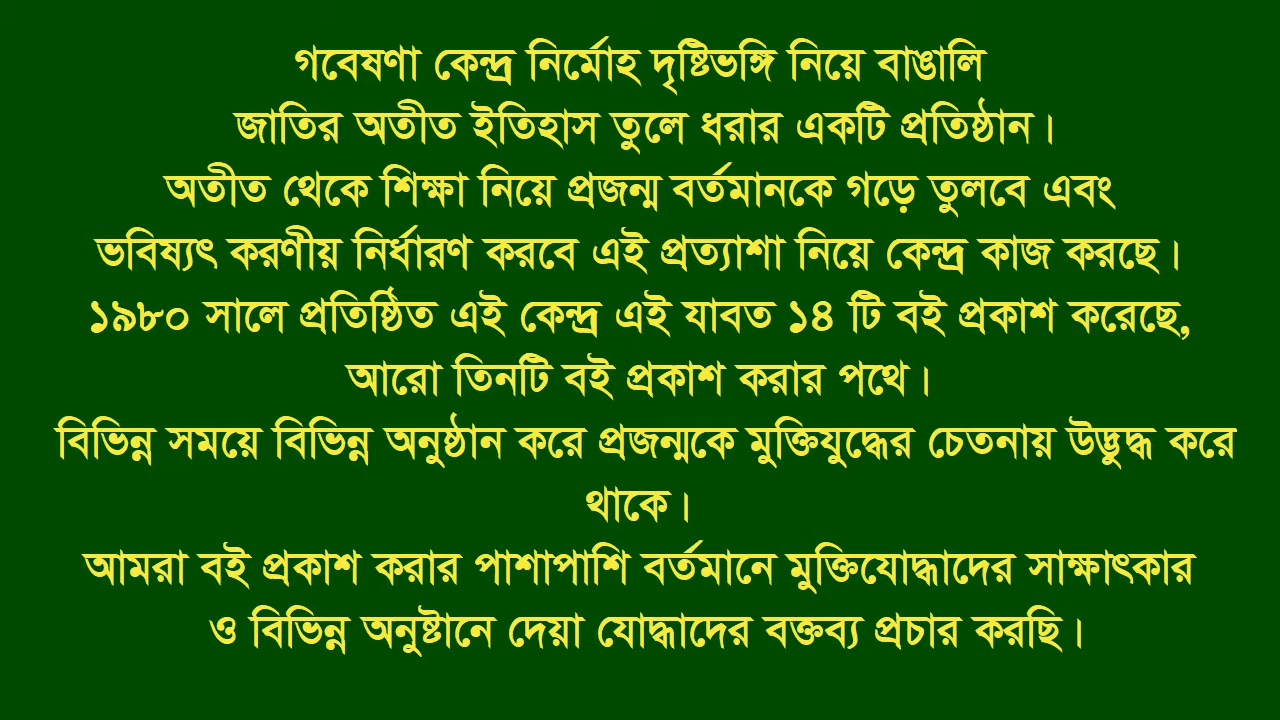 গবেষণা কেন্দ্র নির্মোহ দৃষ্টিভঙ্গি নিয়ে বাঙালি
জাতির অতীত ইতিহাস তুলে ধরার একটি প্রতিষ্ঠান।
অতীত থেকে শিক্ষা নিয়ে প্রজন্ম বর্তমানকে গড়ে তুলবে এবং
ভবিষ্যৎ করণীয় নির্ধারণ করবে এই প্রত্যাশা নিয়ে কেন্দ্র কাজ করছে।
১৯৮০ সালে প্রতিষ্ঠিত এই কেন্দ্র এই যাবত ১৪ টি বই প্রকাশ করেছে,
আরো তিনটি বই প্রকাশ করার পথে।
বিভিন্ন সময়ে বিভিন্ন অনুষ্ঠান করে প্রজন্মকে মুক্তিযুদ্ধের চেতনায় উদ্ভুদ্ধ করে
থাকে।
আমরা বই প্রকাশ করার পাশাপাশি বর্তমানে মুক্তিযোদ্ধাদের সাক্ষাৎকার
ও বিভিন্ন অনুষ্টানে দেয়া যোদ্ধাদের বক্তব্য প্রচার করছি।